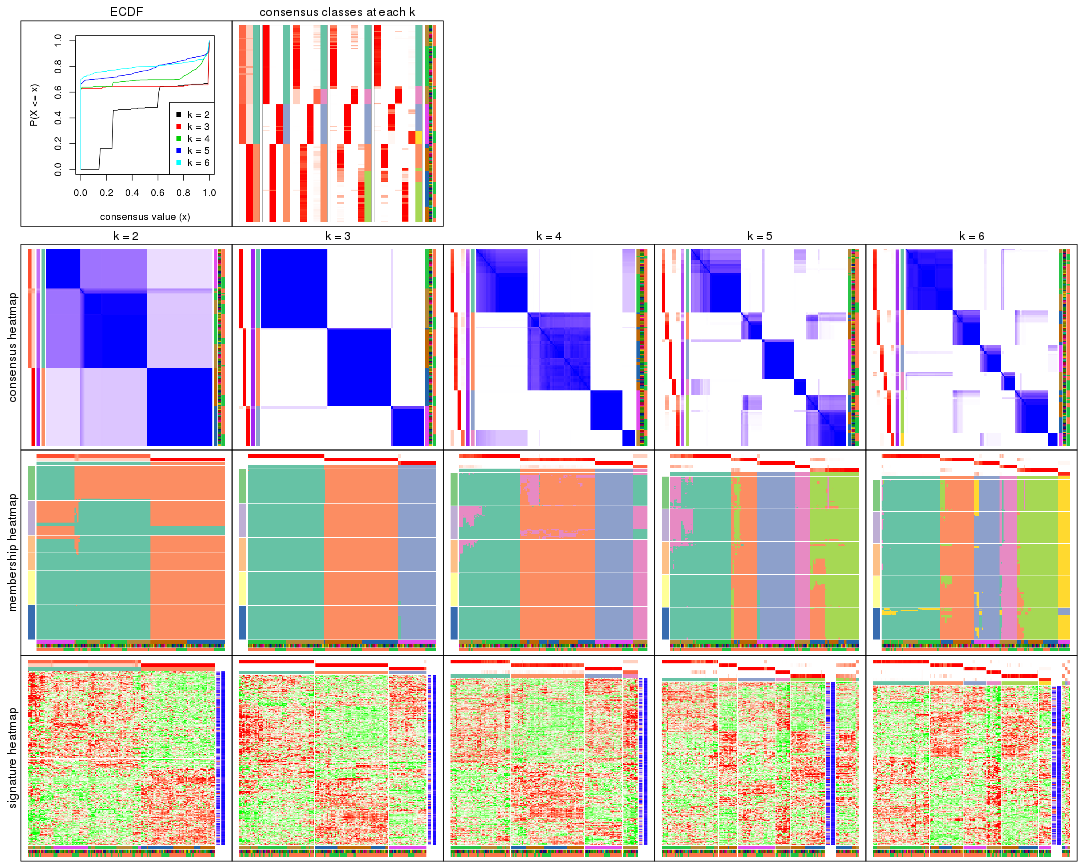 ECDF
consensus classes at each k
P(X <= x)
0.0 0.2 0.4 0.6 0.8 1.0
k = 2
k = 3
k = 4
k = 5
k = 6
0.0 0.2 0.4 0.6 0.8 1.0
consensus value (x)
k = 2 k = 3 k = 4 k = 5 k = 6
consensus heatmap
membership heatmap
signature heatmap